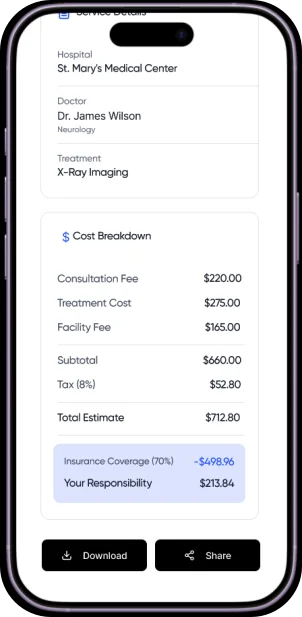 Service Details
Hospital
St. Mary's Medical Center
Doctor
Dr. James Wilson
Neurology
Treatment
X-Ray Imaging
$ Cost Breakdown
Consultation Fee $220.00
Treatment Cost $275.00
Facility Fee $165.00
Subtotal $660.00
Tax (8%) $52.80
Total Estimate $712.80
Insurance Coverage (70%) -$498.96
Your Responsibility $213.84
Download Share